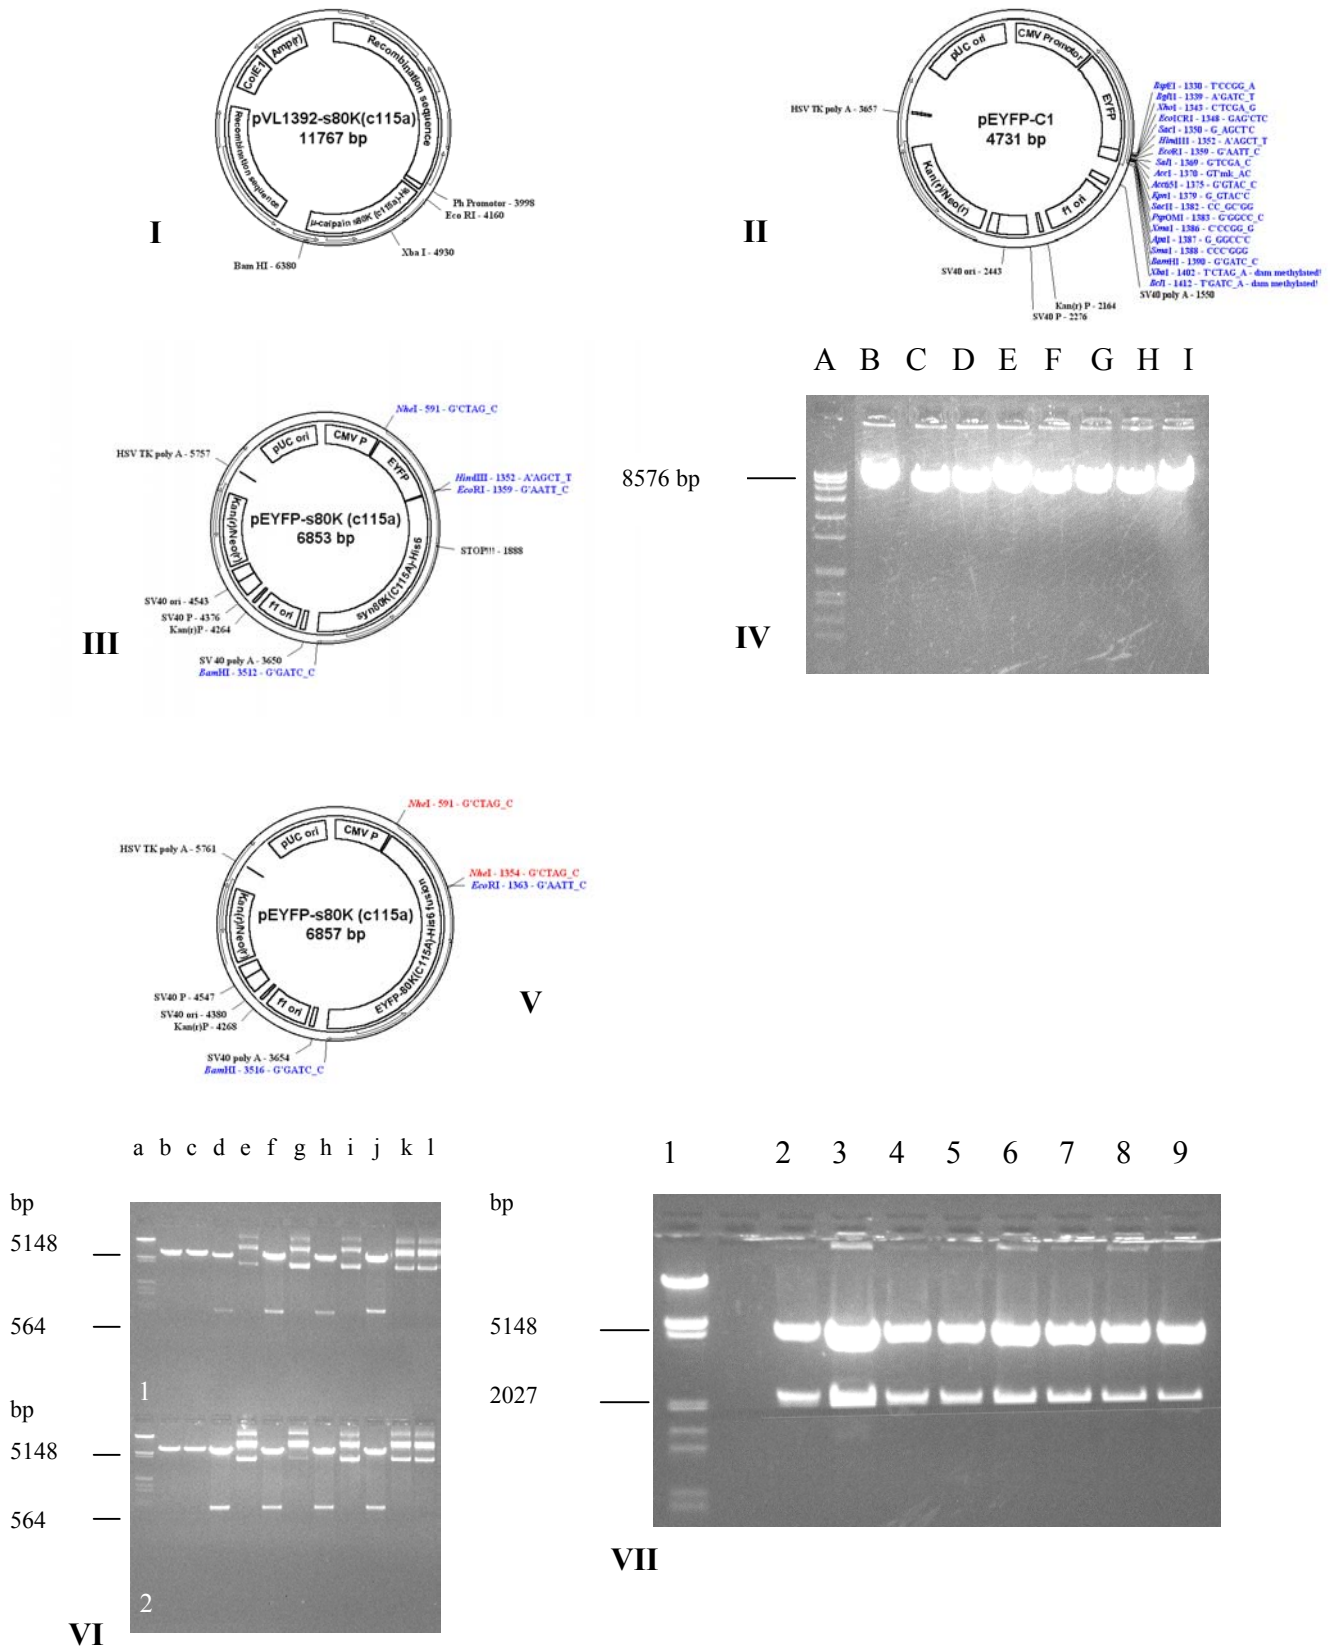 Amp(r)
ColE1
Recombination sequence
Recombination sequence
pVL1392-s80K(c115a)
11767 bp
µ-calpain s80K (c115a)-H6
Ph Promotor - 3998
Eco RI - 4160
Xba I - 4930
Bam HI - 6380
I
pUC ori
CMV Promotor
EYFP
HSV TK poly A - 3657
pEYFP-C1
4731 bp
Kan(r)/Neo(r)
f1 ori
BspEI - 1330 - T'CCGG_A
BglII - 1339 - A'GATC_T
XhoI - 1343 - C'TCGA_G
EcoICRI - 1348 - GAG'CTC
SacI - 1350 - G_AGCT'C
HindIII - 1352 - A'AGCT_T
EcoRI - 1359 - G'AATT_C
SalI - 1369 - G'TCGA_C
AccI - 1370 - GT'mk_AC
Acc65I - 1375 - G'GTAC_C
KpnI - 1379 - G_GTAC'C
SacII - 1382 - CC_GC'GG
PspOMI - 1383 - G'GGCC_C
XmaI - 1386 - C'CCGG_G
ApaI - 1387 - G_GGCC'C
SmaI - 1388 - CCC'GGG
BamHI - 1390 - G'GATC_C
XbaI - 1402 - T'CTAG_A - dam methylated!
BclI - 1412 - T'GATC_A - dam methylated!
SV40 poly A - 1550
Kan(r) P - 2164
SV40 P - 2276
SV40 ori - 2443
II
NheI - 591 - G'CTAG_C
pUC ori
CMV P
EYFP
HSV TK poly A - 5757
HindIII - 1352 - A'AGCT_T
EcoRI - 1359 - G'AATT_C
pEYFP-s80K (c115a)
6853 bp
STOP!!! - 1888
Kan(r)/Neo(r)
syn80K(C115A)-His6
f1 ori
SV40 ori - 4543
SV40 P - 4376
Kan(r)P - 4264
SV 40 poly A - 3650
BamHI - 3512 - G'GATC_C
III
A B C D E F G H I
8576 bp
IV
NheI - 591 - G'CTAG_C
pUC ori
CMV P
HSV TK poly A - 5761
NheI - 1354 - G'CTAG_C
EcoRI - 1363 - G'AATT_C
pEYFP-s80K (c115a)
6857 bp
Kan(r)/Neo(r)
EYFP-80K(C115A)-His6 fusion
f1 ori
SV40 P - 4547
SV40 ori - 4380
Kan(r)P - 4268
SV40 poly A - 3654
BamHI - 3516 - G'GATC_C
V
a b c d e f g h i j k l
bp
5148
564
1
bp
5148
564
2
VI
1 2 3 4 5 6 7 8 9
bp
5148
2027
VII